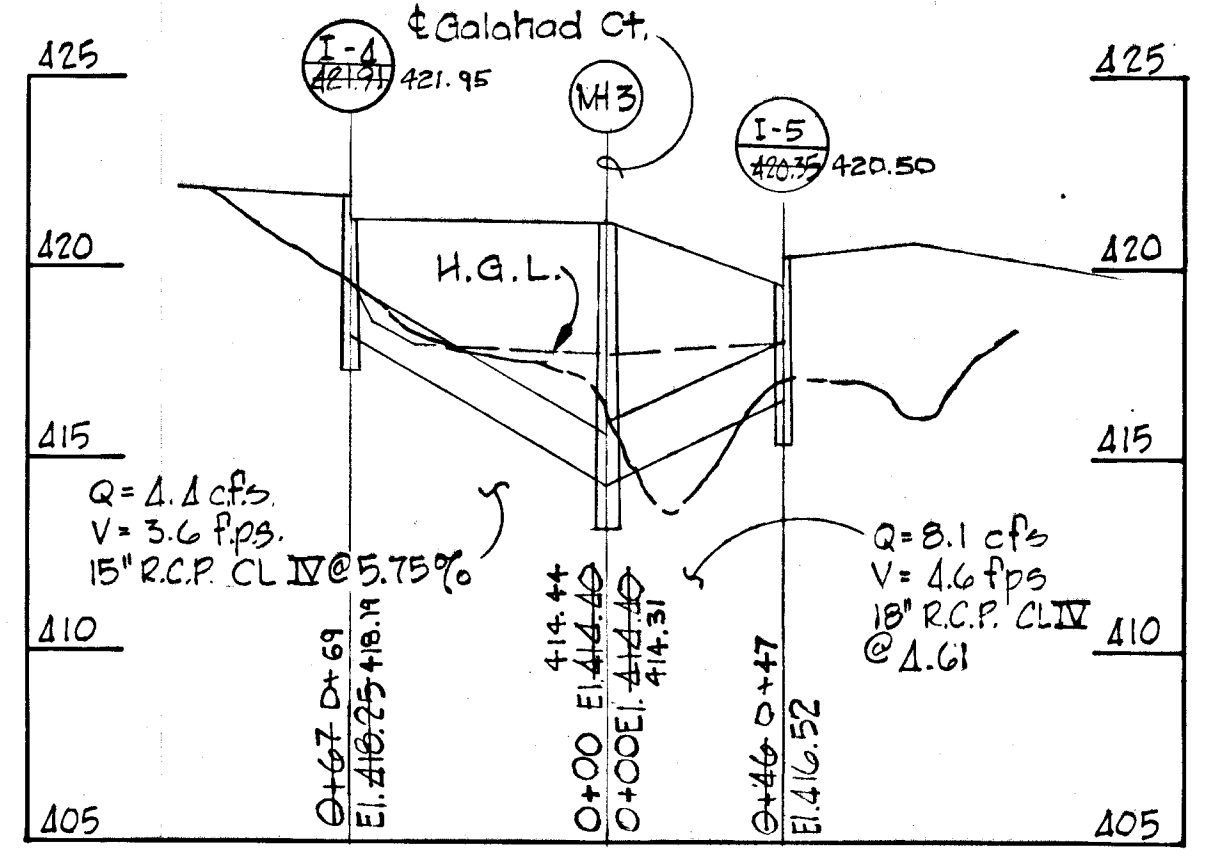 ℄ Galahad Ct.
425
I-4
421.91 421.95
MH 3
425
I-5
420.35 420.50
420
420
H.G.L.
415
415
Q = 4.4 c.f.s.
V = 3.6 f.p.s.
15" R.C.P. CL IV @ 5.75%
Q = 8.1 cfs
V = 4.6 fps
18" R.C.P. CL IV
@ 4.61
410
410
0+67 0+69
El. 418.25 418.19
414.44
0+00 El. 414.40
0+00 El. 414.40
414.31
0+46 0+47
El. 416.52
405
405